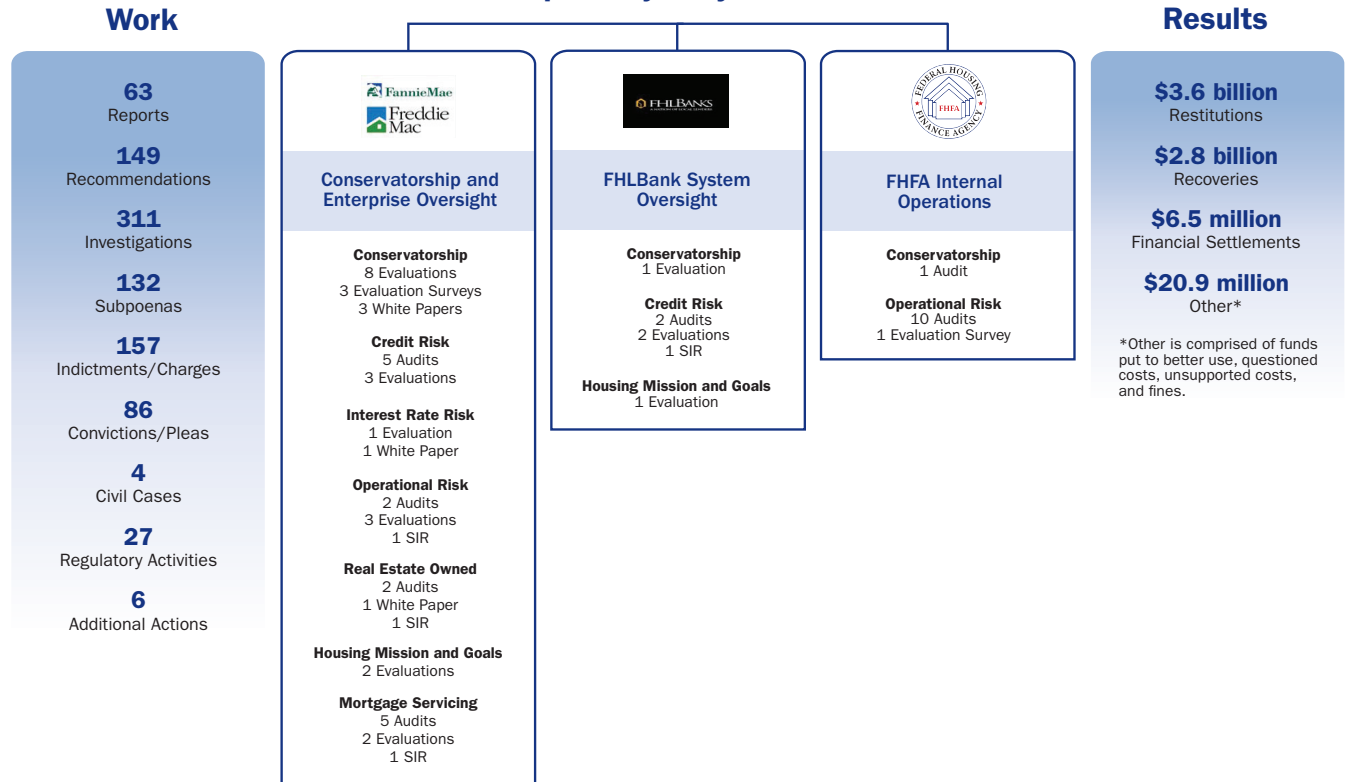 Work
Results
63
Reports
149
Recommendations
311
Investigations
132
Subpoenas
157
Indictments/Charges
86
Convictions/Pleas
4
Civil Cases
27
Regulatory Activities
6
Additional Actions
FannieMae
Freddie
Mac
Conservatorship and
Enterprise Oversight
Conservatorship
8 Evaluations
3 Evaluation Surveys
3 White Papers
Credit Risk
5 Audits
3 Evaluations
Interest Rate Risk
1 Evaluation
1 White Paper
Operational Risk
2 Audits
3 Evaluations
1 SIR
Real Estate Owned
2 Audits
1 White Paper
1 SIR
Housing Mission and Goals
2 Evaluations
Mortgage Servicing
5 Audits
2 Evaluations
1 SIR
FHLBANKS
FHLBank System
Oversight
Conservatorship
1 Evaluation
Credit Risk
2 Audits
2 Evaluations
1 SIR
Housing Mission and Goals
1 Evaluation
FEDERAL HOUSING
FHFA
FINANCE AGENCY
FHFA Internal
Operations
Conservatorship
1 Audit
Operational Risk
10 Audits
1 Evaluation Survey
$3.6 billion
Restitutions
$2.8 billion
Recoveries
$6.5 million
Financial Settlements
$20.9 million
Other*
*Other is comprised of funds
put to better use, questioned
costs, unsupported costs,
and fines.